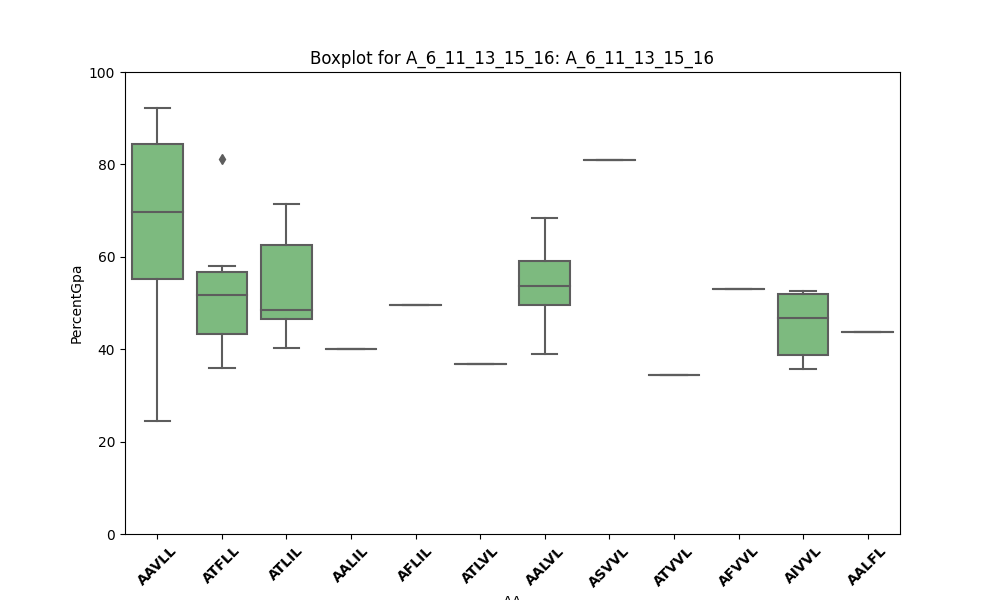 Boxplot for A_6_11_13_15_16: A_6_11_13_15_16
100
80
60
40
20
0
PercentGpa
AAVLL
ATFLL
ATLIL
AALIL
AFLIL
ATLVL
AALVL
ASVVL
ATVVL
AFVVL
AIVVL
AALFL